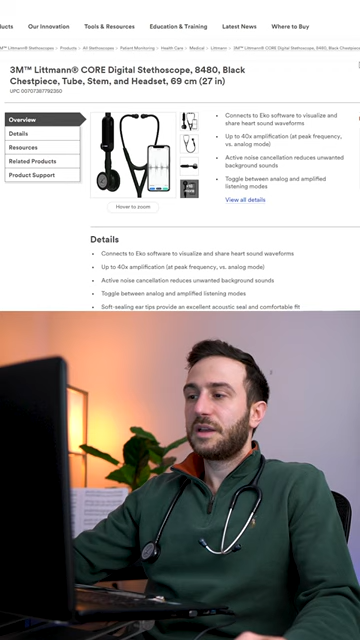 ducts Our Innovation Tools & Resources Education & Training Latest News Where to Buy
3M™ Littmann® Stethoscopes Products All Stethoscopes Patient Monitoring Health Care Medical Littmann 3M™ Littmann® CORE Digital Stethoscope, 8480, Black Chestpiece
3M™ Littmann® CORE Digital Stethoscope, 8480, Black
Chestpiece, Tube, Stem, and Headset, 69 cm (27 in)
UPC 00707387792350
Overview
Details
Resources
Related Products
Product Support
Hover to zoom
• Connects to Eko software to visualize and
share heart sound waveforms
• Up to 40x amplification (at peak frequency,
vs. analog mode)
• Active noise cancellation reduces unwanted
background sounds
• Toggle between analog and amplified
listening modes
View all details
Details
• Connects to Eko software to visualize and share heart sound waveforms
• Up to 40x amplification (at peak frequency, vs. analog mode)
• Active noise cancellation reduces unwanted background sounds
• Toggle between analog and amplified listening modes
• Soft-sealing ear tips provide an excellent acoustic seal and comfortable fit